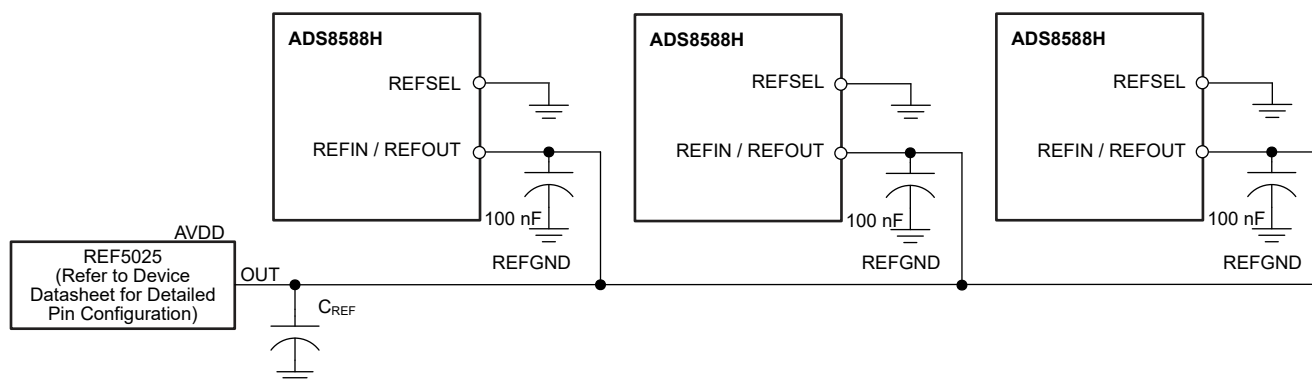 ADS8588H
REFSEL
REFIN / REFOUT
100 nF
REFGND
ADS8588H
REFSEL
REFIN / REFOUT
100 nF
REFGND
ADS8588H
REFSEL
REFIN / REFOUT
100 nF
REFGND
AVDD
REF5025
(Refer to Device
Datasheet for Detailed
Pin Configuration)
OUT
CREF